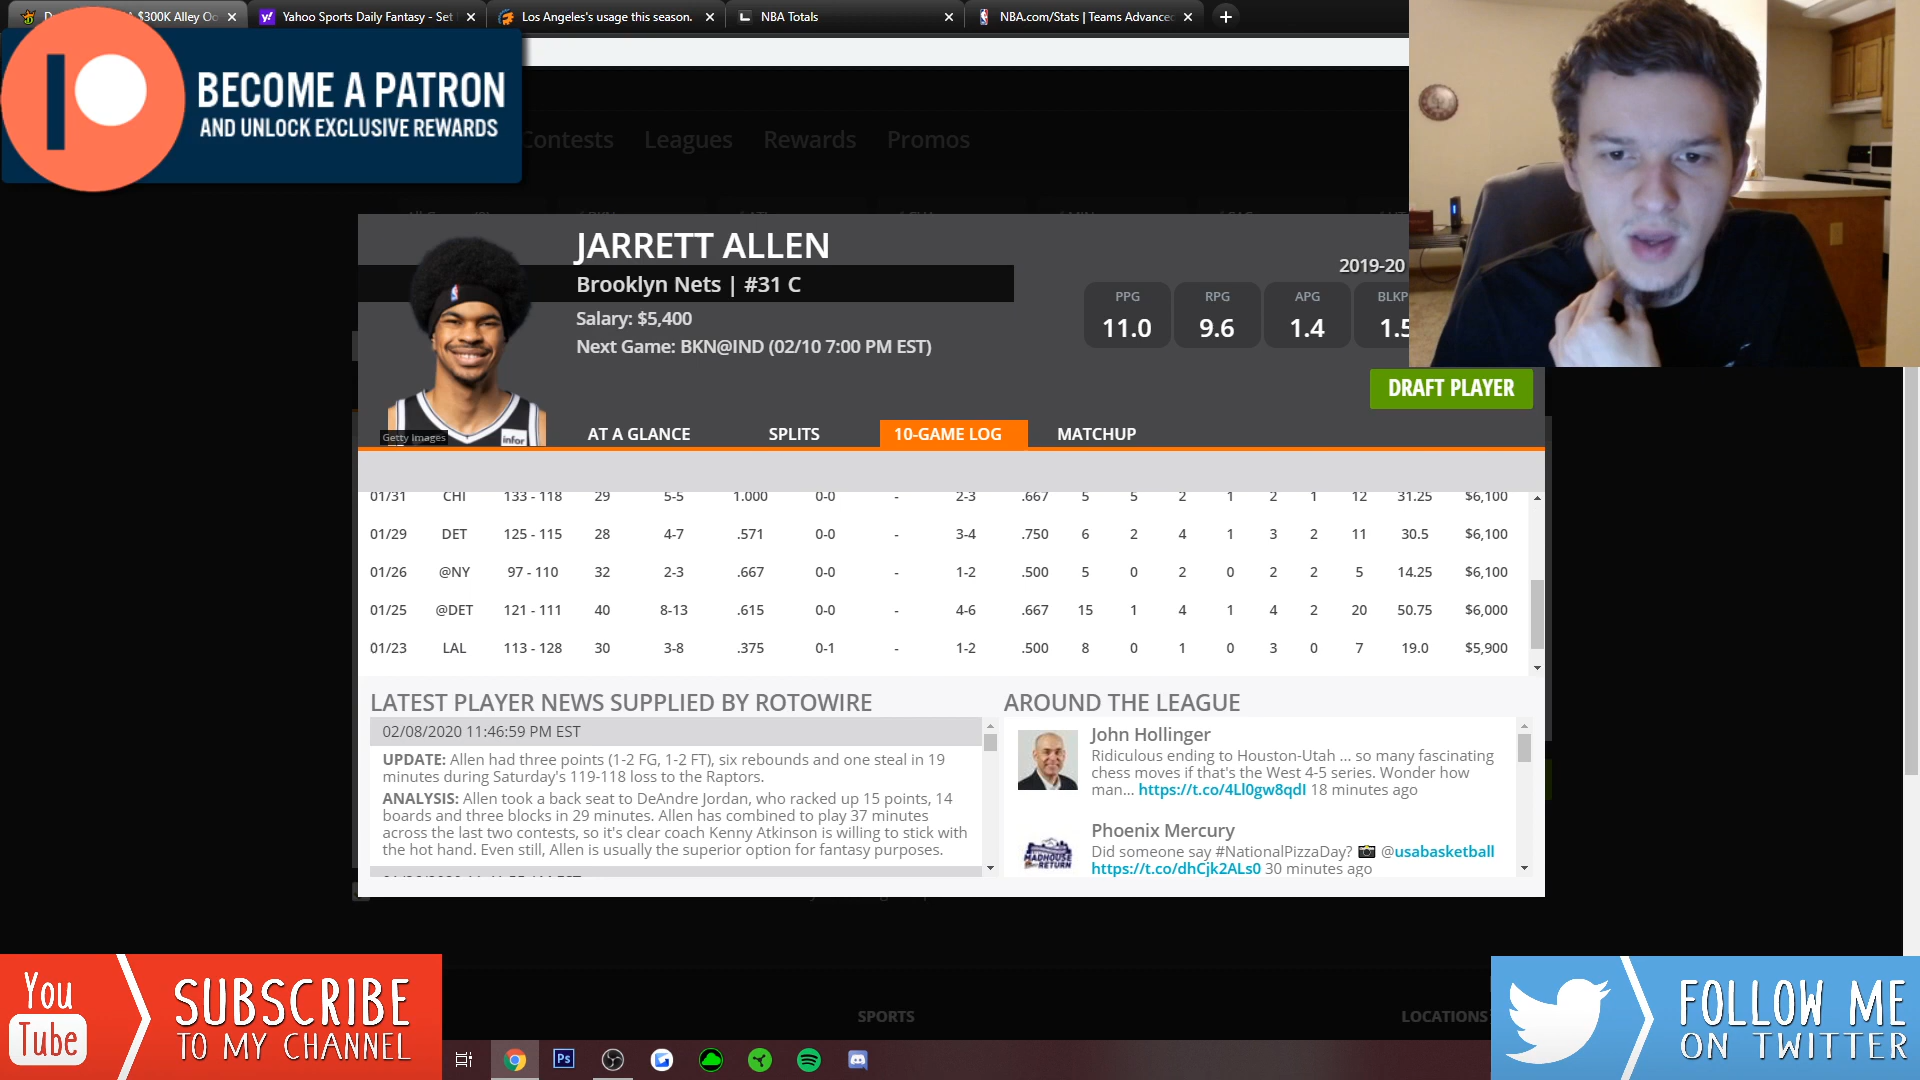 $300K Alley Oo
Yahoo Sports Daily Fantasy - Set
Los Angeles's usage this season.
NBA Totals
NBA.com/Stats | Teams Advanced
BECOME A PATRON
AND UNLOCK EXCLUSIVE REWARDS
Contests Leagues Rewards Promos
JARRETT ALLEN
Brooklyn Nets | #31 C
Salary: $5,400
Next Game: BKN@IND (02/10 7:00 PM EST)
2019-20
PPG RPG APG BLKP
11.0 9.6 1.4 1.5
DRAFT PLAYER
Getty Images
infor
AT A GLANCE SPLITS 10-GAME LOG MATCHUP
01/31 CHI 133 - 118 29 5-5 1.000 0-0 - 2-3 .667 5 5 2 1 2 1 12 31.25 $6,100
01/29 DET 125 - 115 28 4-7 .571 0-0 - 3-4 .750 6 2 4 1 3 2 11 30.5 $6,100
01/26 @NY 97 - 110 32 2-3 .667 0-0 - 1-2 .500 5 0 2 0 2 2 5 14.25 $6,100
01/25 @DET 121 - 111 40 8-13 .615 0-0 - 4-6 .667 15 1 4 1 4 2 20 50.75 $6,000
01/23 LAL 113 - 128 30 3-8 .375 0-1 - 1-2 .500 8 0 1 0 3 0 7 19.0 $5,900
LATEST PLAYER NEWS SUPPLIED BY ROTOWIRE
02/08/2020 11:46:59 PM EST
UPDATE: Allen had three points (1-2 FG, 1-2 FT), six rebounds and one steal in 19
minutes during Saturday's 119-118 loss to the Raptors.
ANALYSIS: Allen took a back seat to DeAndre Jordan, who racked up 15 points, 14
boards and three blocks in 29 minutes. Allen has combined to play 37 minutes
across the last two contests, so it's clear coach Kenny Atkinson is willing to stick with
the hot hand. Even still, Allen is usually the superior option for fantasy purposes.
AROUND THE LEAGUE
John Hollinger
Ridiculous ending to Houston-Utah ... so many fascinating
chess moves if that's the West 4-5 series. Wonder how
man... https://t.co/4Ll0gw8qdI 18 minutes ago
Phoenix Mercury
Did someone say #NationalPizzaDay? 📷 @usabasketball
https://t.co/dhCjk2ALs0 30 minutes ago
MADHOUSE
RETURN
SPORTS
LOCATIONS
You
Tube
SUBSCRIBE
TO MY CHANNEL
Ps
FOLLOW ME
ON TWITTER